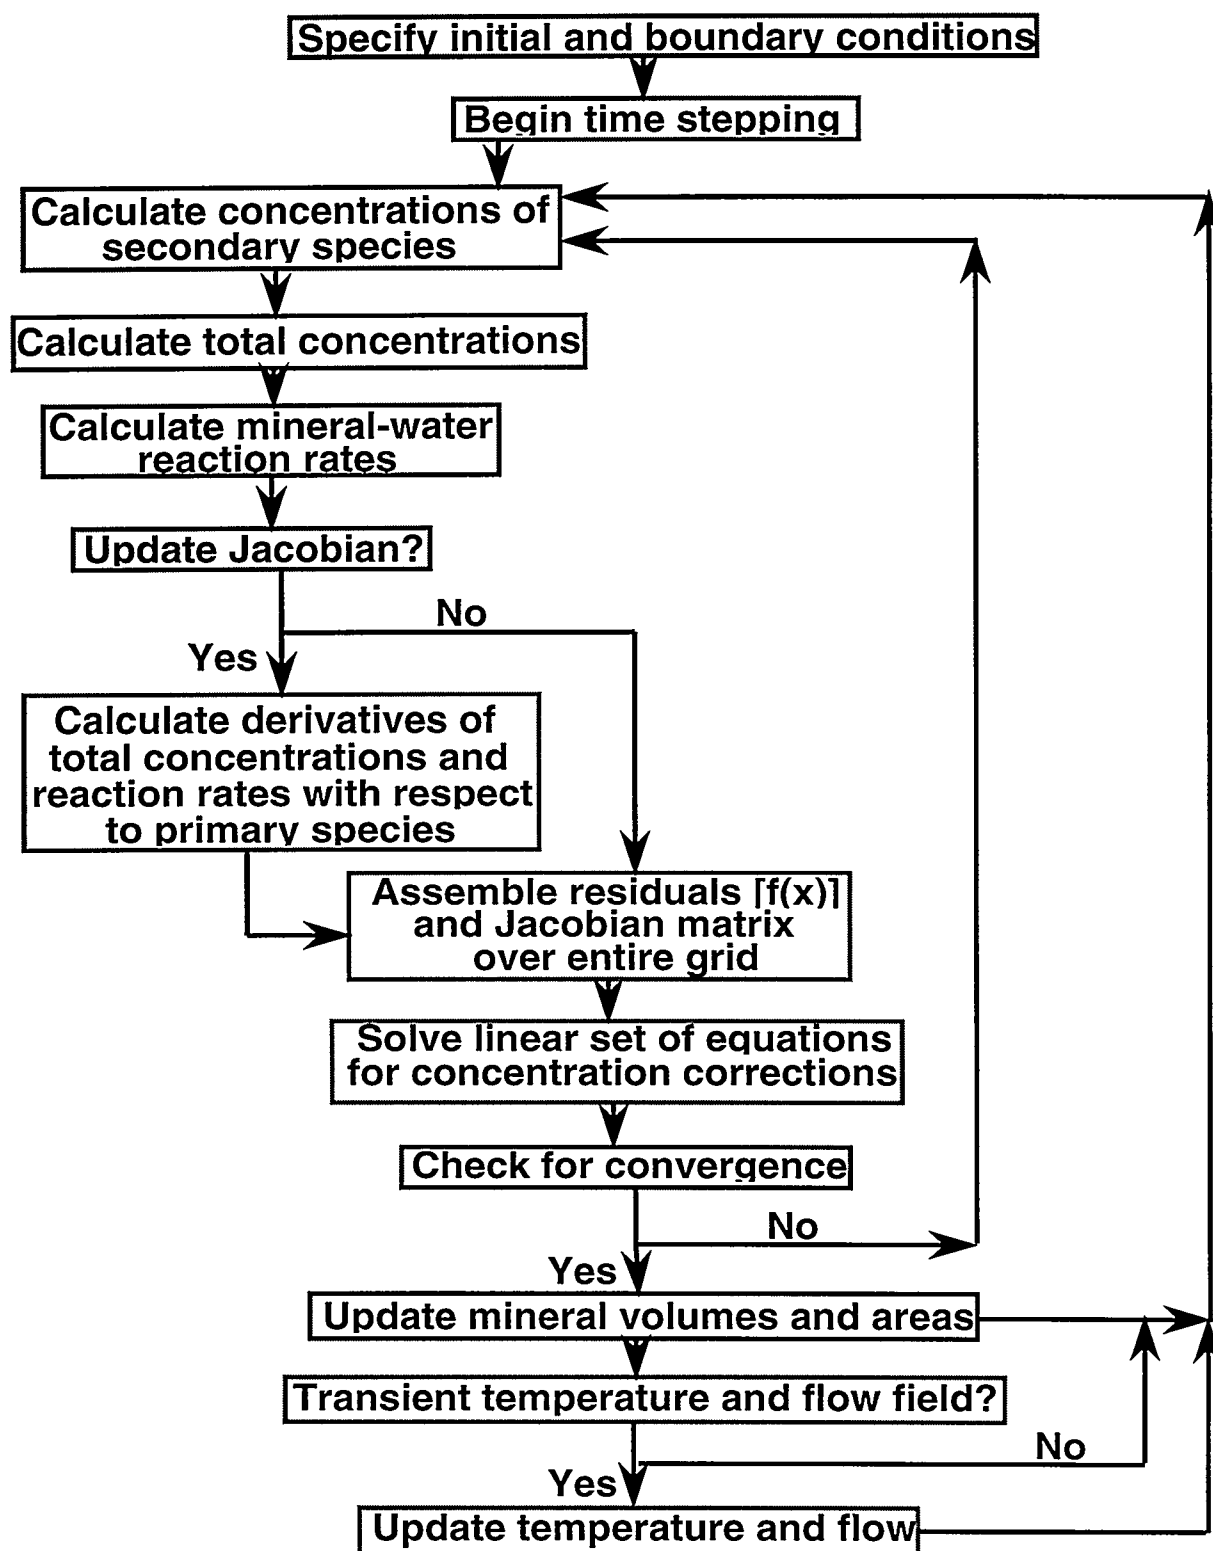 Specify initial and boundary conditions
Begin time stepping
Calculate concentrations of
secondary species
Calculate total concentrations
Calculate mineral-water
reaction rates
Update Jacobian?
No
Yes
Calculate derivatives of
total concentrations and
reaction rates with respect
to primary species
Assemble residuals [f(x)]
and Jacobian matrix
over entire grid
Solve linear set of equations
for concentration corrections
Check for convergence
No
Yes
Update mineral volumes and areas
Transient temperature and flow field?
No
Yes
Update temperature and flow